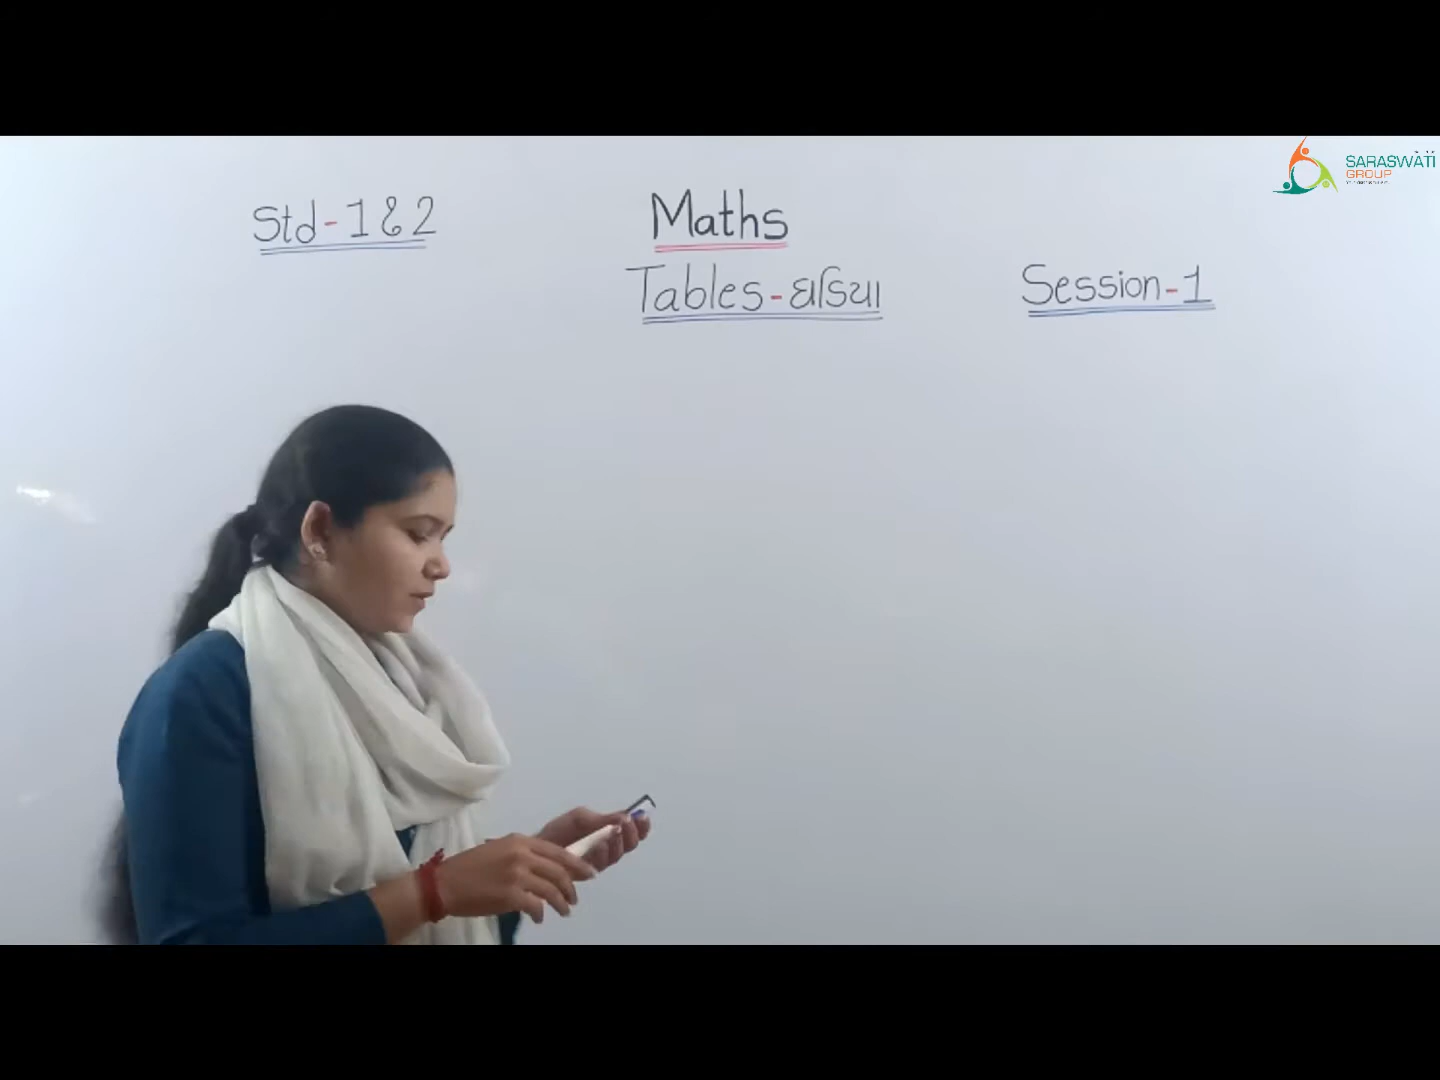 SARASWATI
GROUP
Std-1 & 2
Maths
Tables-ઘડિયા
Session-1